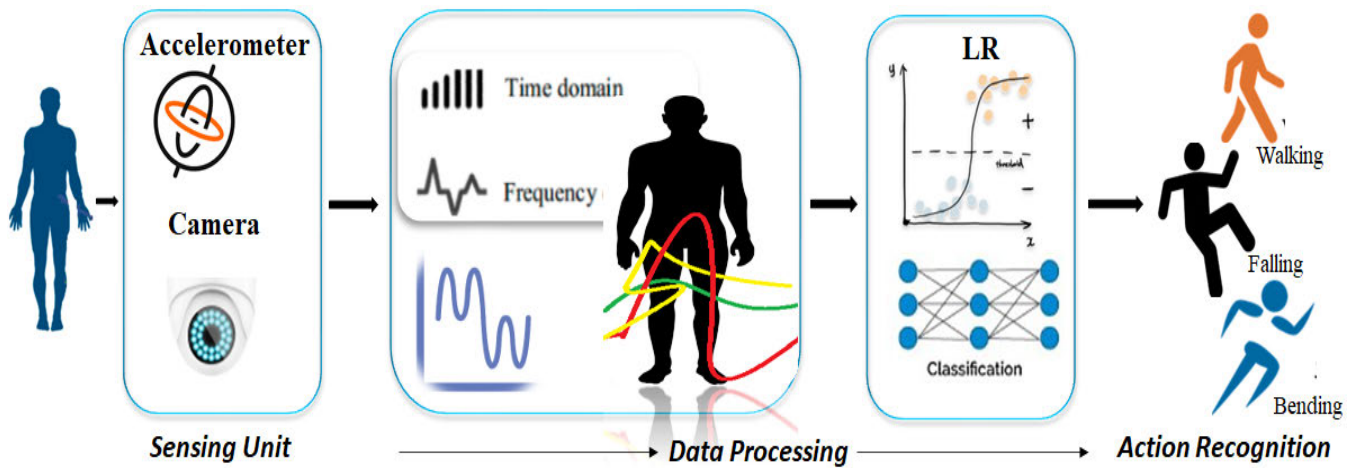 Accelerometer
Camera
Time domain
Frequency
LR
y
+
threshold
−
x
Classification
Walking
Falling
Bending
Sensing Unit
Data Processing
Action Recognition